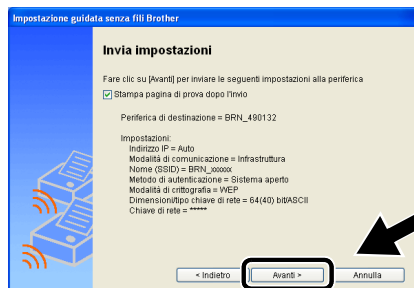 Impostazione guidata senza fili Brother
Invia impostazioni
Fare clic su [Avanti] per inviare le seguenti impostazioni alla periferica
Stampa pagina di prova dopo l'invio
Periferica di destinazione = BRN_490132
Impostazioni:
Indirizzo IP = Auto
Modalità di comunicazione = Infrastruttura
Nome (SSID) = BRN_xxxxxx
Metodo di autenticazione = Sistema aperto
Modalità di crittografia = WEP
Dimensioni/tipo chiave di rete = 64(40) bit/ASCII
Chiave di rete = *****
< Indietro
Avanti >
Annulla